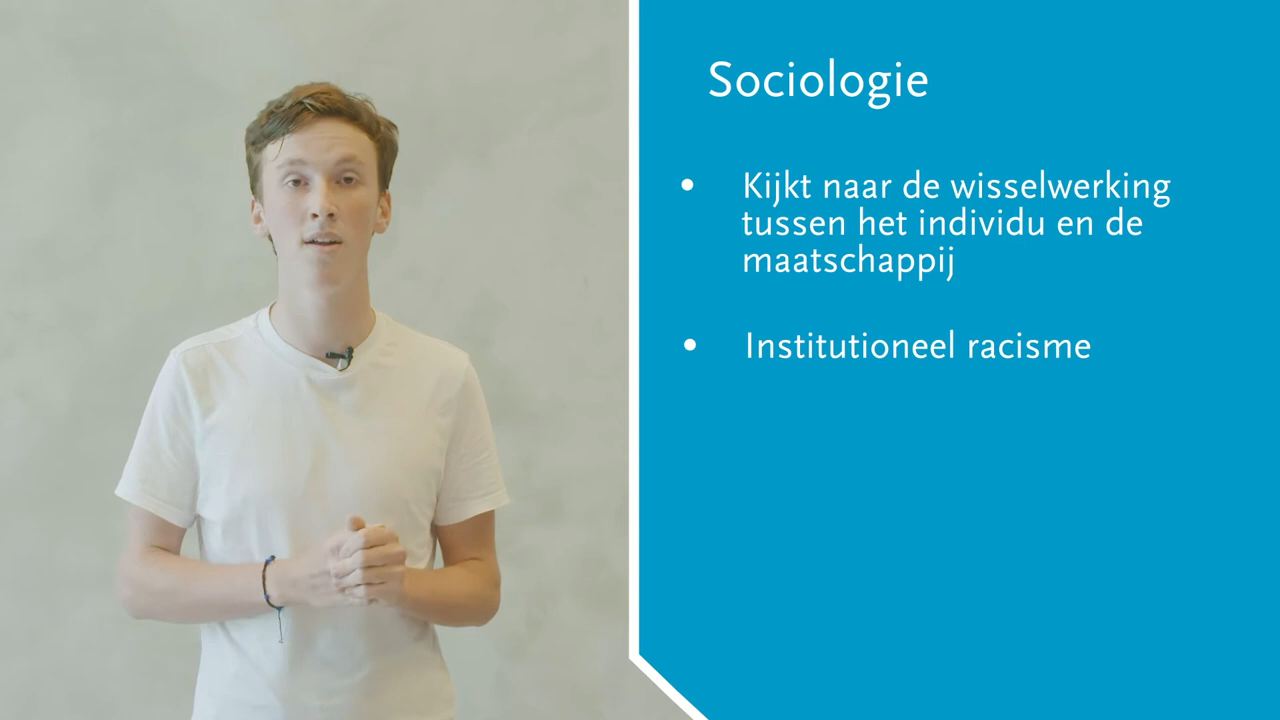 Sociologie
• Kijkt naar de wisselwerking
tussen het individu en de
maatschappij
• Institutioneel racisme